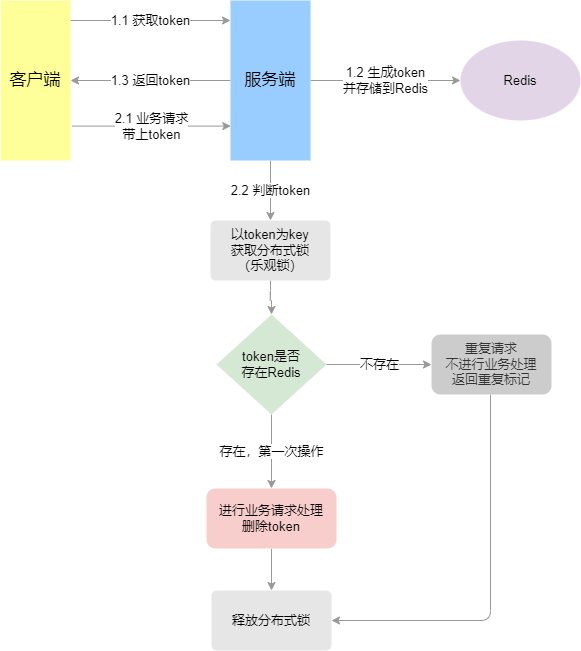 1.1 获取token
客户端
1.3 返回token
服务端
1.2 生成token
并存储到Redis
Redis
2.1 业务请求
带上token
2.2 判断token
以token为key
获取分布式锁
（乐观锁）
token是否
存在Redis
不存在
重复请求
不进行业务处理
返回重复标记
存在，第一次操作
进行业务请求处理
删除token
释放分布式锁